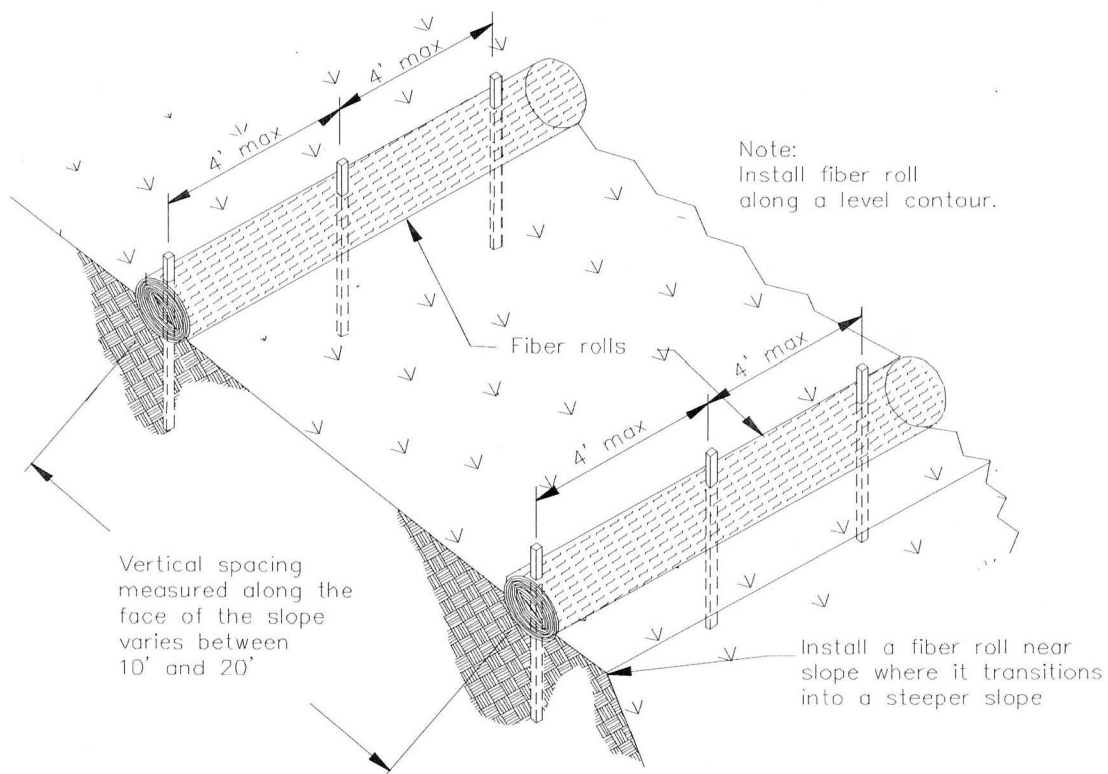 4' max
4' max
Note:
Install fiber roll
along a level contour.
Fiber rolls
4' max
4' max
Vertical spacing
measured along the
face of the slope
varies between
10' and 20'
Install a fiber roll near
slope where it transitions
into a steeper slope